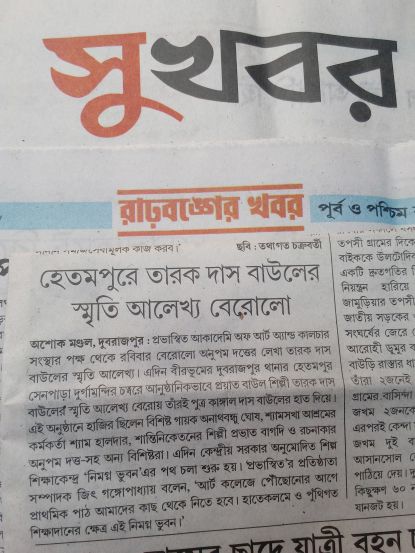 সুখবর
রাঢ়বঙ্গের খবর
পূর্ব ও পশ্চিম
মূলক কাজ করব।'
ছবি : তথাগত চক্রবর্তী
হেতমপুরে তারক দাস বাউলের
স্মৃতি আলেখ্য বেরোলো
অশোক মণ্ডল, দুবরাজপুর : প্রভান্বিত আকাদেমি অফ আর্ট অ্যান্ড কালচার
সংস্থার পক্ষ থেকে রবিবার বেরোলো অনুপম দত্তের লেখা তারক দাস
বাউলের স্মৃতি আলেখ্য। এদিন বীরভূমের দুবরাজপুর থানার হেতমপুর
সেনপাড়া দুর্গামন্দির চত্বরে আনুষ্ঠানিকভাবে প্রয়াত বাউল শিল্পী তারক দাস
বাউলের স্মৃতি আলেখ্য বেরোয় তাঁরই পুত্র কাঙ্গাল দাস বাউলের হাত দিয়ে।
এই অনুষ্ঠানে হাজির ছিলেন বিশিষ্ট গায়ক অনাথবন্ধু ঘোষ, শ্যামসখা আশ্রমের
কর্মকর্তা শ্যাম হালদার, শান্তিনিকেতনের শিল্পী প্রভাত বাগদি ও রচনাকার
অনুপম দত্ত-সহ অন্য বিশিষ্টরা। এদিন কেন্দ্রীয় সরকার অনুমোদিত শিল্প
শিক্ষাকেন্দ্র 'নিমগ্ন ভুবন'এর পথ চলা শুরু হয়। প্রভান্বিত'র প্রতিষ্ঠাতা
সম্পাদক জিৎ গঙ্গোপাধ্যায় বলেন, 'আর্ট কলেজে পৌঁছোনোর আগে
প্রাথমিক পাঠ আমাদের কাছ থেকে নিতে হবে। হাতেকলমে ও পুথিগত
শিক্ষাদানের ক্ষেত্র এই নিমগ্ন ভুবন।'
তপসী গ্রামের দিকে
বাইককে উলটোদি
একটি দ্রুতগতির
নিয়ন্ত্রন হারিয়ে
জামুড়িয়ার তপসী
জাতীয় সড়কের
সংঘর্ষের জেরে
আরোহী ডুমুর ব
বাউড়ি রাস্তার ধা
তাঁরা ২জনেই
গ্রামের বাসিন্দা
জখম ২জনকে
এরপরই কেন্দা
জখম দুই ব
আসানসোল
পাঠিয়ে দেয়। দু
কিছুক্ষণ ৬০
যানজট হয়।
ছাদে যাত্রী বহন